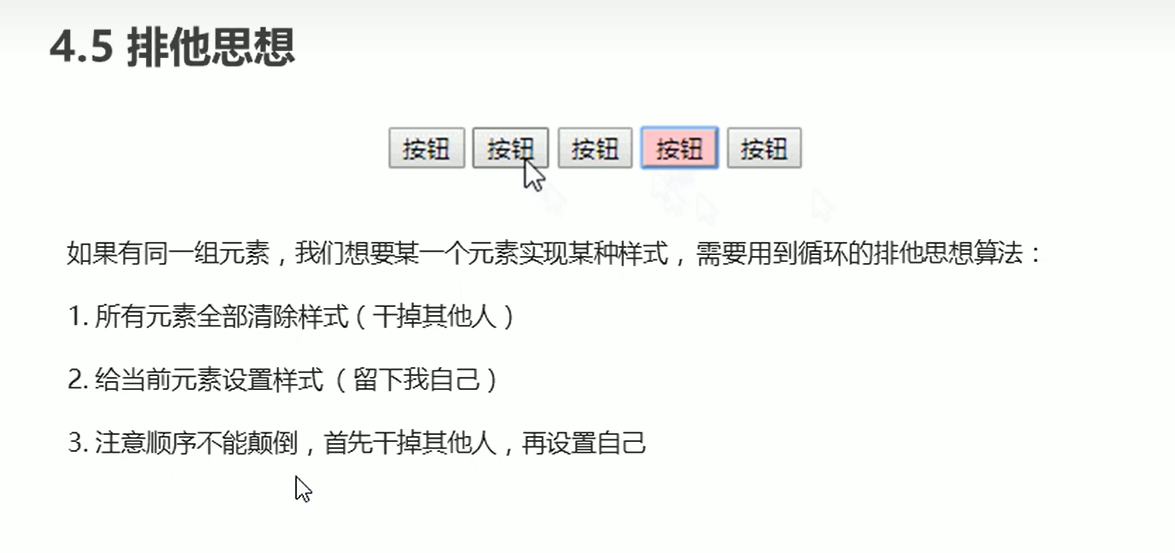 4.5 排他思想
按钮 按钮 按钮 按钮 按钮
如果有同一组元素，我们想要某一个元素实现某种样式， 需要用到循环的排他思想算法：
1. 所有元素全部清除样式（干掉其他人）
2. 给当前元素设置样式 （留下我自己）
3. 注意顺序不能颠倒，首先干掉其他人，再设置自己